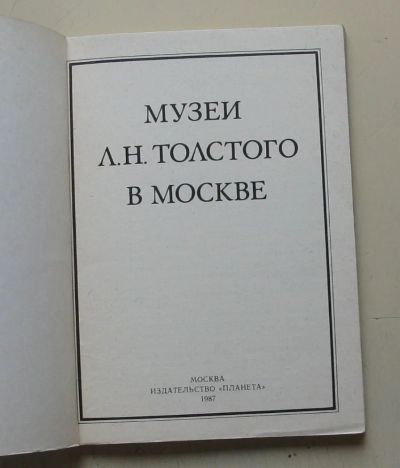 МУЗЕИ
Л.Н. ТОЛСТОГО
В МОСКВЕ
МОСКВА
ИЗДАТЕЛЬСТВО «ПЛАНЕТА»
1987